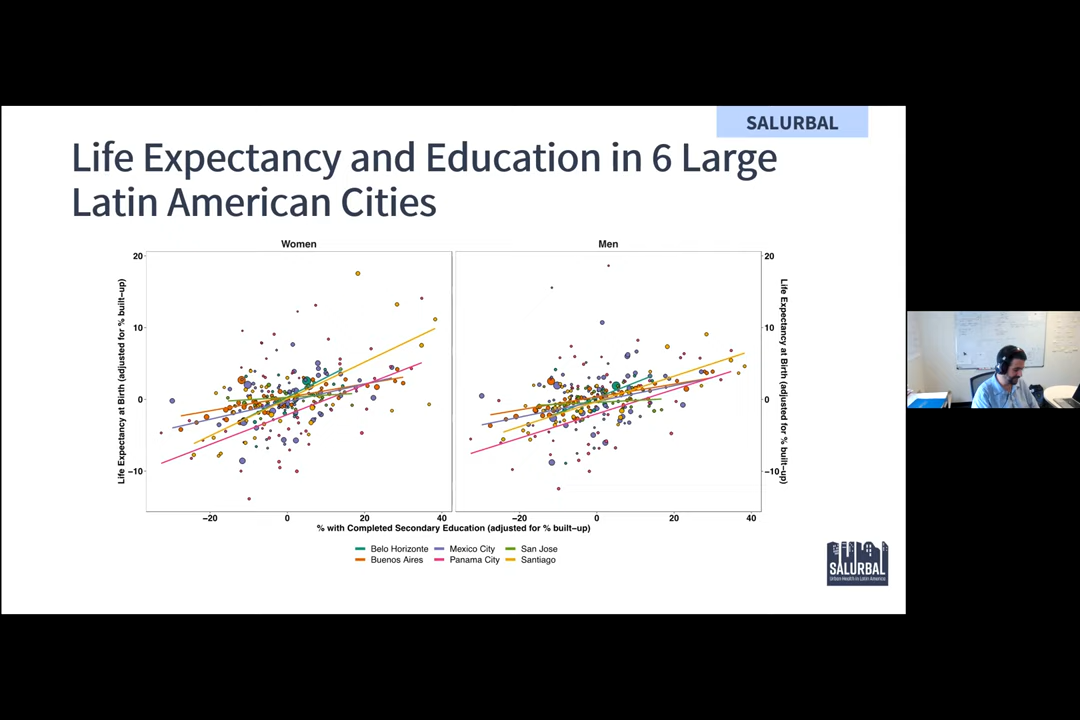 SALURBAL
Life Expectancy and Education in 6 Large
Latin American Cities
Women
Men
20
10
0
−10
Life Expectancy at Birth (adjusted for % built−up)
20
10
0
−10
Life Expectancy at Birth (adjusted for % built−up)
−20 0 20 40
−20 0 20 40
% with Completed Secondary Education (adjusted for % built−up)
Belo Horizonte Mexico City San Jose
Buenos Aires Panama City Santiago
SALURBAL
Urban Health in Latin America